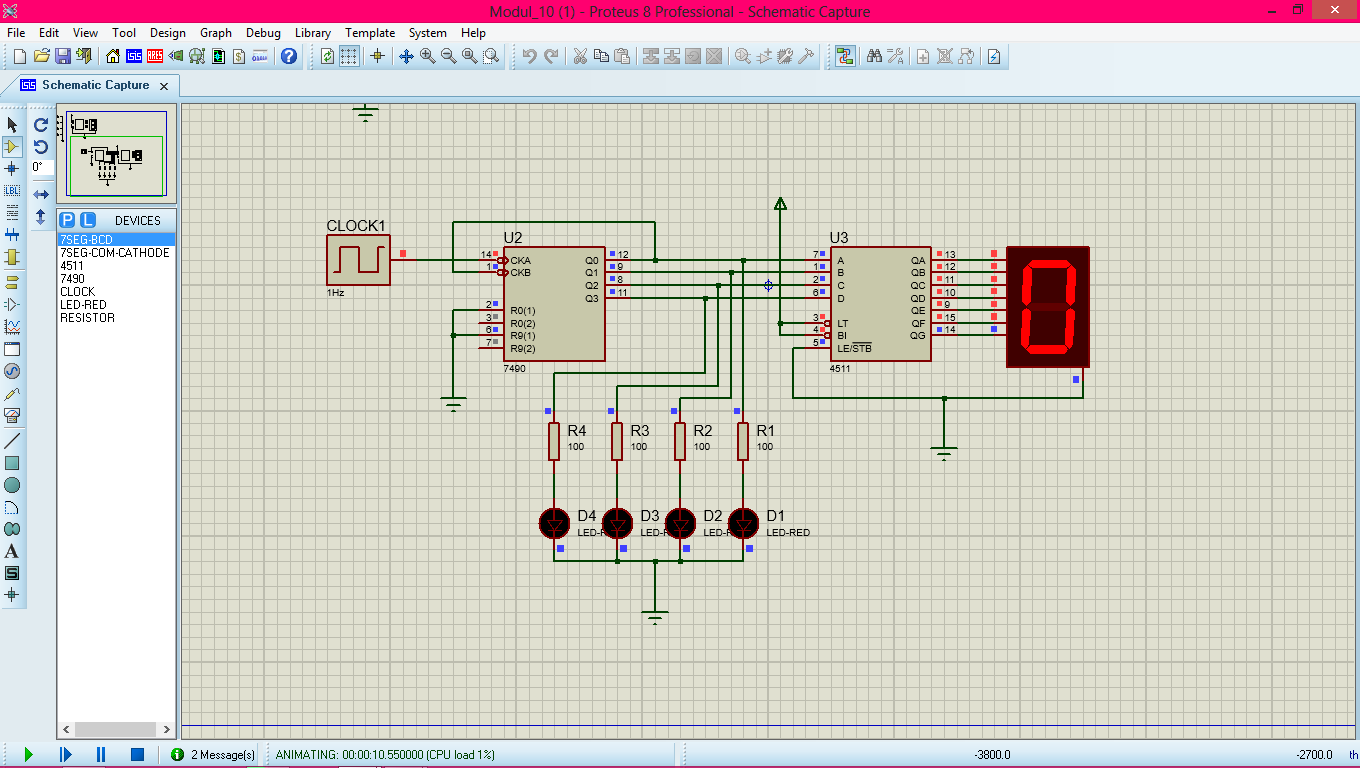 Modul_10 (1) - Proteus 8 Professional - Schematic Capture
File Edit View Tool Design Graph Debug Library Template System Help
Schematic Capture
0°
P L DEVICES
7SEG-BCD
7SEG-COM-CATHODE
4511
7490
CLOCK
LED-RED
RESISTOR
LBL
A
S
CLOCK1
1Hz
U2
14 CKA Q0 12
1 CKB Q1 9
Q2 8
Q3 11
2 R0(1)
3 R0(2)
6 R9(1)
7 R9(2)
7490
U3
7 A QA 13
1 B QB 12
2 C QC 11
6 D QD 10
QE 9
3 LT QF 15
4 BI QG 14
5 LE/STB
4511
0
R4 R3 R2 R1
100 100 100 100
D4 D3 D2 D1
LED-R LED-R LED-R LED-RED
2 Message(s) ANIMATING: 00:00:10.550000 (CPU load 1%) -3800.0 -2700.0 th